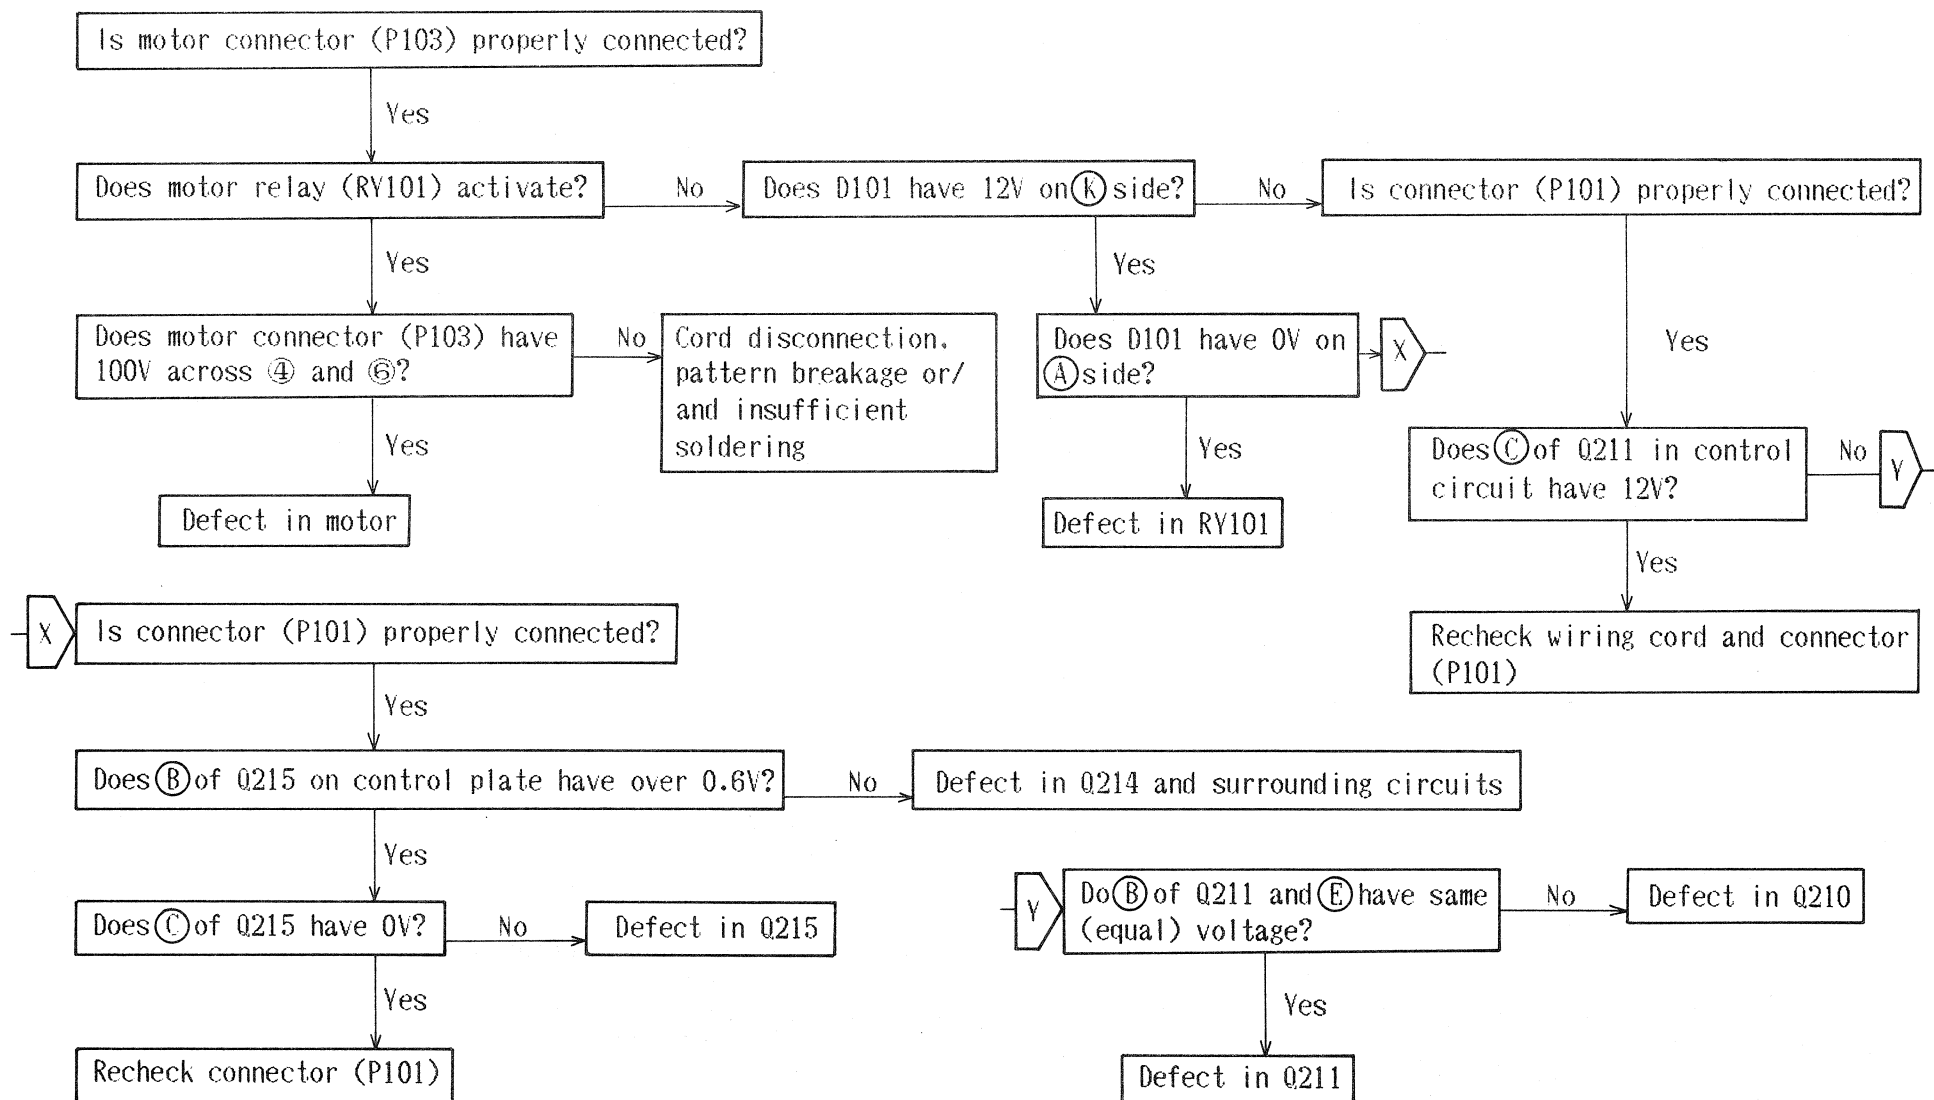 Is motor connector (P103) properly connected?
Yes
Does motor relay (RY101) activate?
No
Does D101 have 12V on Ⓚ side?
No
Is connector (P101) properly connected?
Yes
Yes
Yes
Does motor connector (P103) have
100V across ④ and ⑥?
No
Cord disconnection.
pattern breakage or/
and insufficient
soldering
Does D101 have 0V on
Ⓐ side?
X
Yes
Yes
Does Ⓒ of Q211 in control
circuit have 12V?
No
Y
Defect in motor
Defect in RY101
Yes
Recheck wiring cord and connector
(P101)
X
Is connector (P101) properly connected?
Yes
Does Ⓑ of Q215 on control plate have over 0.6V?
No
Defect in Q214 and surrounding circuits
Yes
Does Ⓒ of Q215 have 0V?
No
Defect in Q215
Yes
Recheck connector (P101)
Y
Do Ⓑ of Q211 and Ⓔ have same
(equal) voltage?
No
Defect in Q210
Yes
Defect in Q211